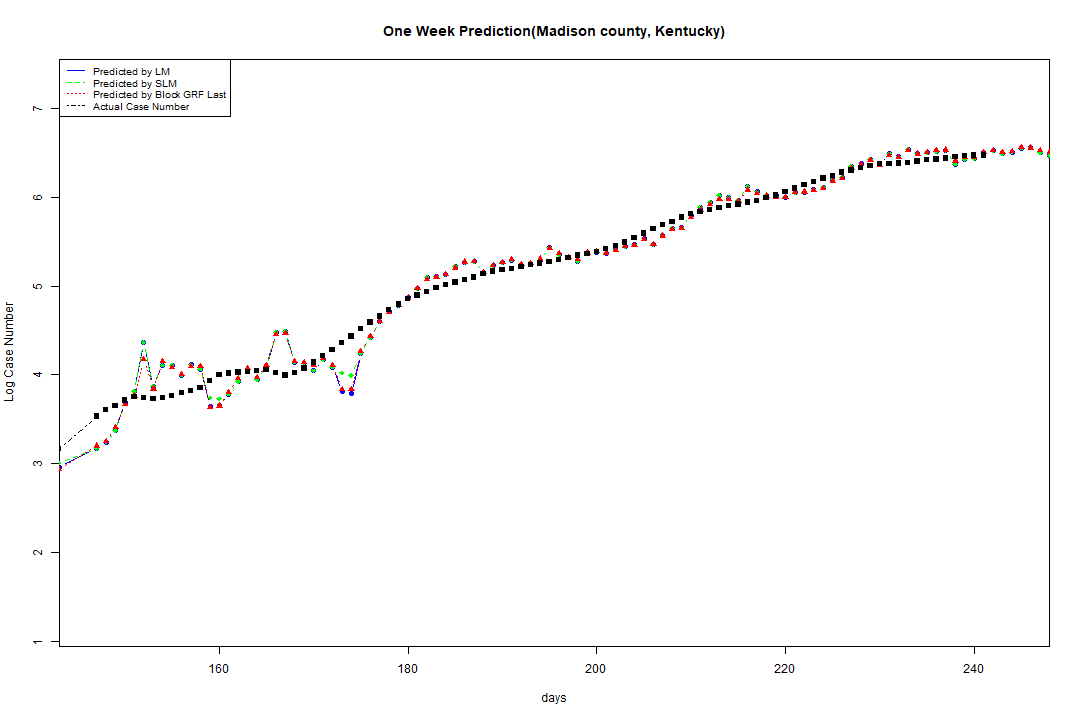 One Week Prediction(Madison county, Kentucky)
Predicted by LM
Predicted by SLM
Predicted by Block GRF Last
Actual Case Number
7
6
5
4
3
2
1
Log Case Number
160 180 200 220 240
days